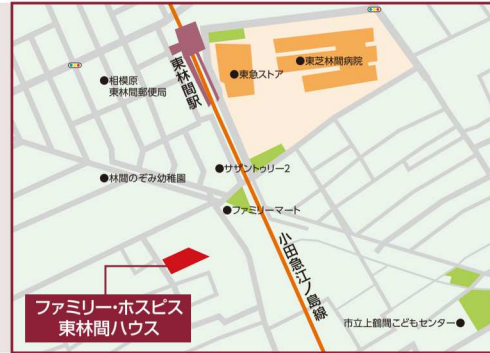 東林間駅
東急ストア
東芝林間病院
相模原
東林間郵便局
サザントゥリー2
林間のぞみ幼稚園
ファミリーマート
小田急江ノ島線
ファミリー・ホスピス
東林間ハウス
市立上鶴間こどもセンター